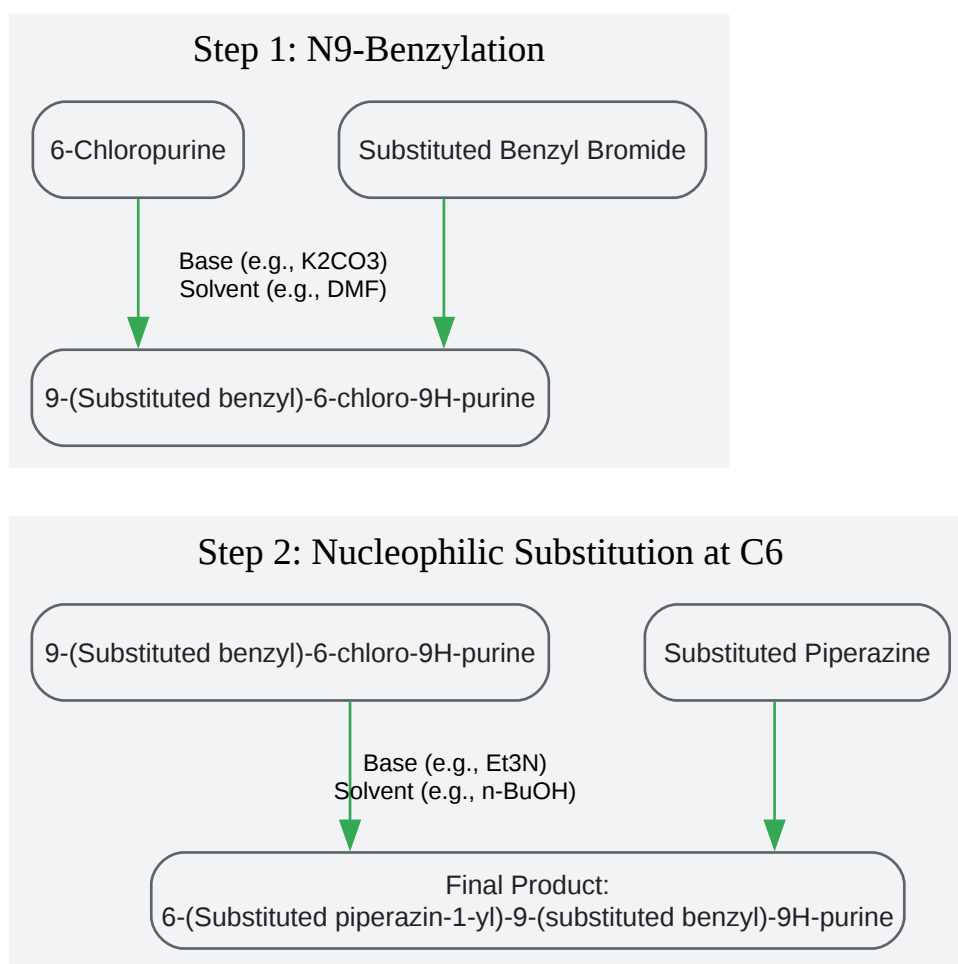 Step 1: N9-Benzylation
6-Chloropurine
Substituted Benzyl Bromide
Base (e.g., K2CO3)
Solvent (e.g., DMF)
9-(Substituted benzyl)-6-chloro-9H-purine
Step 2: Nucleophilic Substitution at C6
9-(Substituted benzyl)-6-chloro-9H-purine
Substituted Piperazine
Base (e.g., Et3N)
Solvent (e.g., n-BuOH)
Final Product:
6-(Substituted piperazin-1-yl)-9-(substituted benzyl)-9H-purine